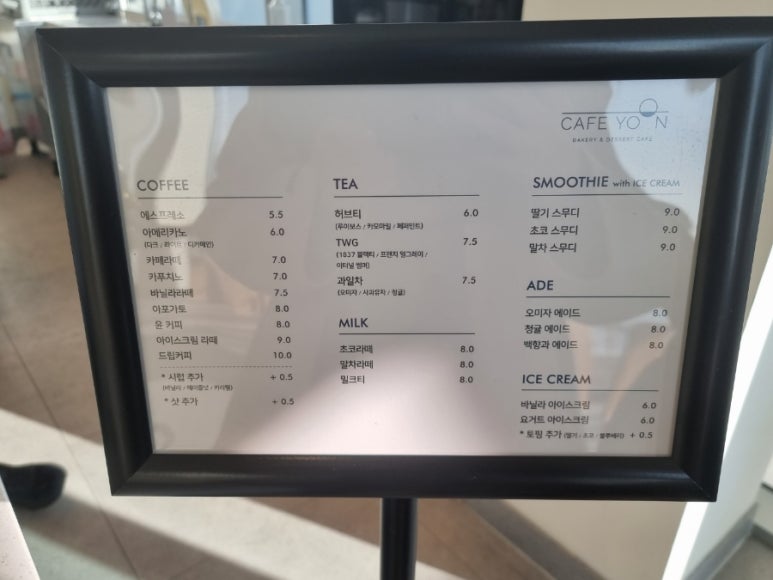 CAFE YOON
BAKERY & DESSERT CAFE
COFFEE
에스프레소 5.5
아메리카노 6.0
(다크 / 라이트 / 디카페인)
카페라떼 7.0
카푸치노 7.0
바닐라라떼 7.5
아포가토 8.0
윤 커피 8.0
아이스크림 라떼 9.0
드립커피 10.0
* 시럽 추가 + 0.5
(바닐라 / 헤이즐넛 / 카라멜)
* 샷 추가 + 0.5
TEA
허브티 6.0
(루이보스 / 카모마일 / 페퍼민트)
TWG 7.5
(1837 블랙티 / 프렌치 얼그레이 /
이터널 썸머)
과일차 7.5
(오미자 / 사과유자 / 청귤)
MILK
초코라떼 8.0
말차라떼 8.0
밀크티 8.0
SMOOTHIE with ICE CREAM
딸기 스무디 9.0
초코 스무디 9.0
말차 스무디 9.0
ADE
오미자 에이드 8.0
청귤 에이드 8.0
백향과 에이드 8.0
ICE CREAM
바닐라 아이스크림 6.0
요거트 아이스크림 6.0
* 토핑 추가 (딸기 / 초코 / 블루베리) + 0.5